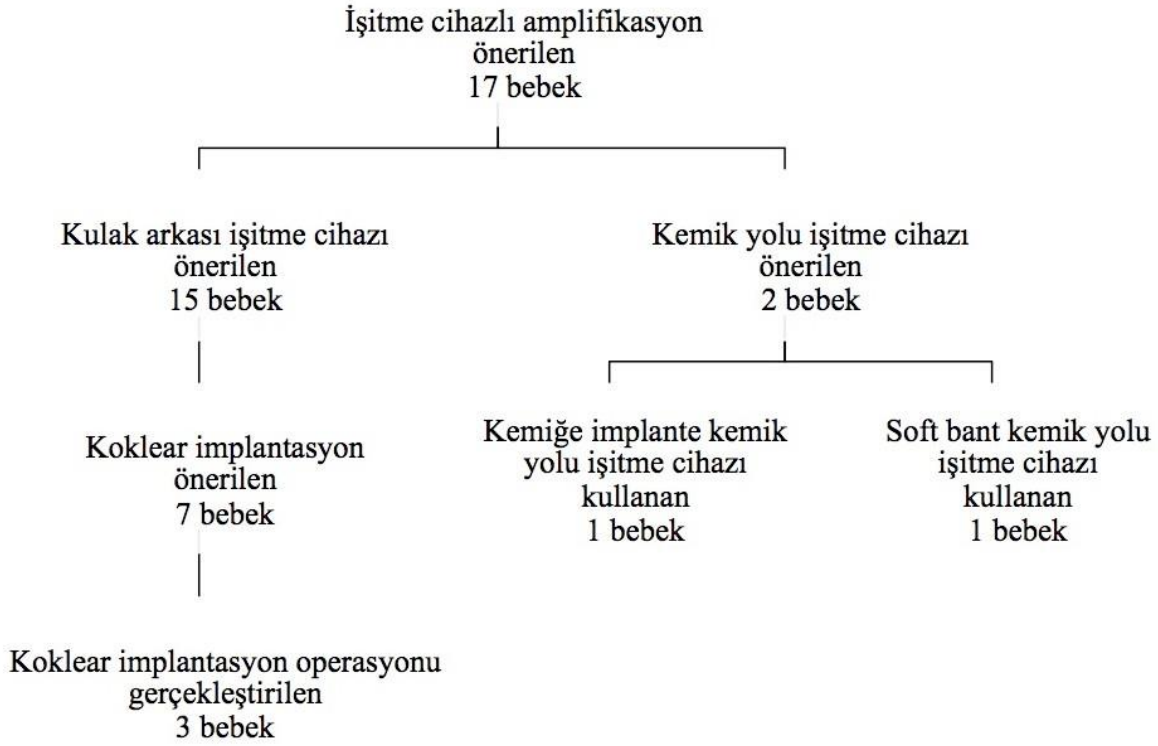 İşitme cihazlı amplifikasyon
önerilen
17 bebek
Kulak arkası işitme cihazı
önerilen
15 bebek
Kemik yolu işitme cihazı
önerilen
2 bebek
Koklear implantasyon
önerilen
7 bebek
Kemiğe implante kemik
yolu işitme cihazı
kullanan
1 bebek
Soft bant kemik yolu
işitme cihazı
kullanan
1 bebek
Koklear implantasyon operasyonu
gerçekleştirilen
3 bebek